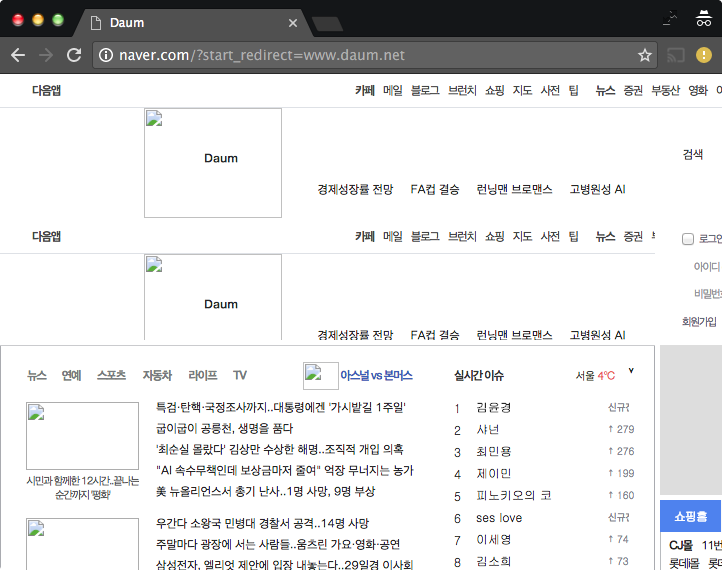 Daum
naver.com/?start_redirect=www.daum.net
다음앱 카페 메일 블로그 브런치 쇼핑 지도 사전 팁 뉴스 증권 부동산 영화
Daum
검색
경제성장률 전망 FA컵 결승 런닝맨 브로맨스 고병원성 AI
다음앱 카페 메일 블로그 브런치 쇼핑 지도 사전 팁 뉴스 증권
로그인
아이디
Daum
비밀번호
경제성장률 전망 FA컵 결승 런닝맨 브로맨스 고병원성 AI
회원가입
뉴스 연예 스포츠 자동차 라이프 TV
아스널 vs 본머스
특검·탄핵·국정조사까지..대통령에겐 '가시밭길 1주일'
굽이굽이 공룡천, 생명을 품다
'최순실 몰랐다' 김상만 수상한 해명..조직적 개입 의혹
"AI 속수무책인데 보상금마저 줄여" 억장 무너지는 농가
美 뉴올리언서스 총기 난사..1명 사망, 9명 부상
시민과 함께한 12시간..끝나는
순간까지 '평화'
우간다 소왕국 민병대 경찰서 공격..14명 사망
주말마다 광장에 서는 사람들..움츠린 가요·영화·공연
삼성전자, 엘리엇 제안에 입장 내놓는다..29일경 이사회
실시간 이슈
서울 4℃
1 김윤경 신규
2 샤넌 ↑ 279
3 최민용 ↑ 276
4 제이민 ↑ 199
5 피노키오의 코 ↑ 160
6 ses love 신규
7 이세영 ↑ 74
8 김소희 ↑ 73
쇼핑홀
CJ몰 11번
롯데몰 롯데